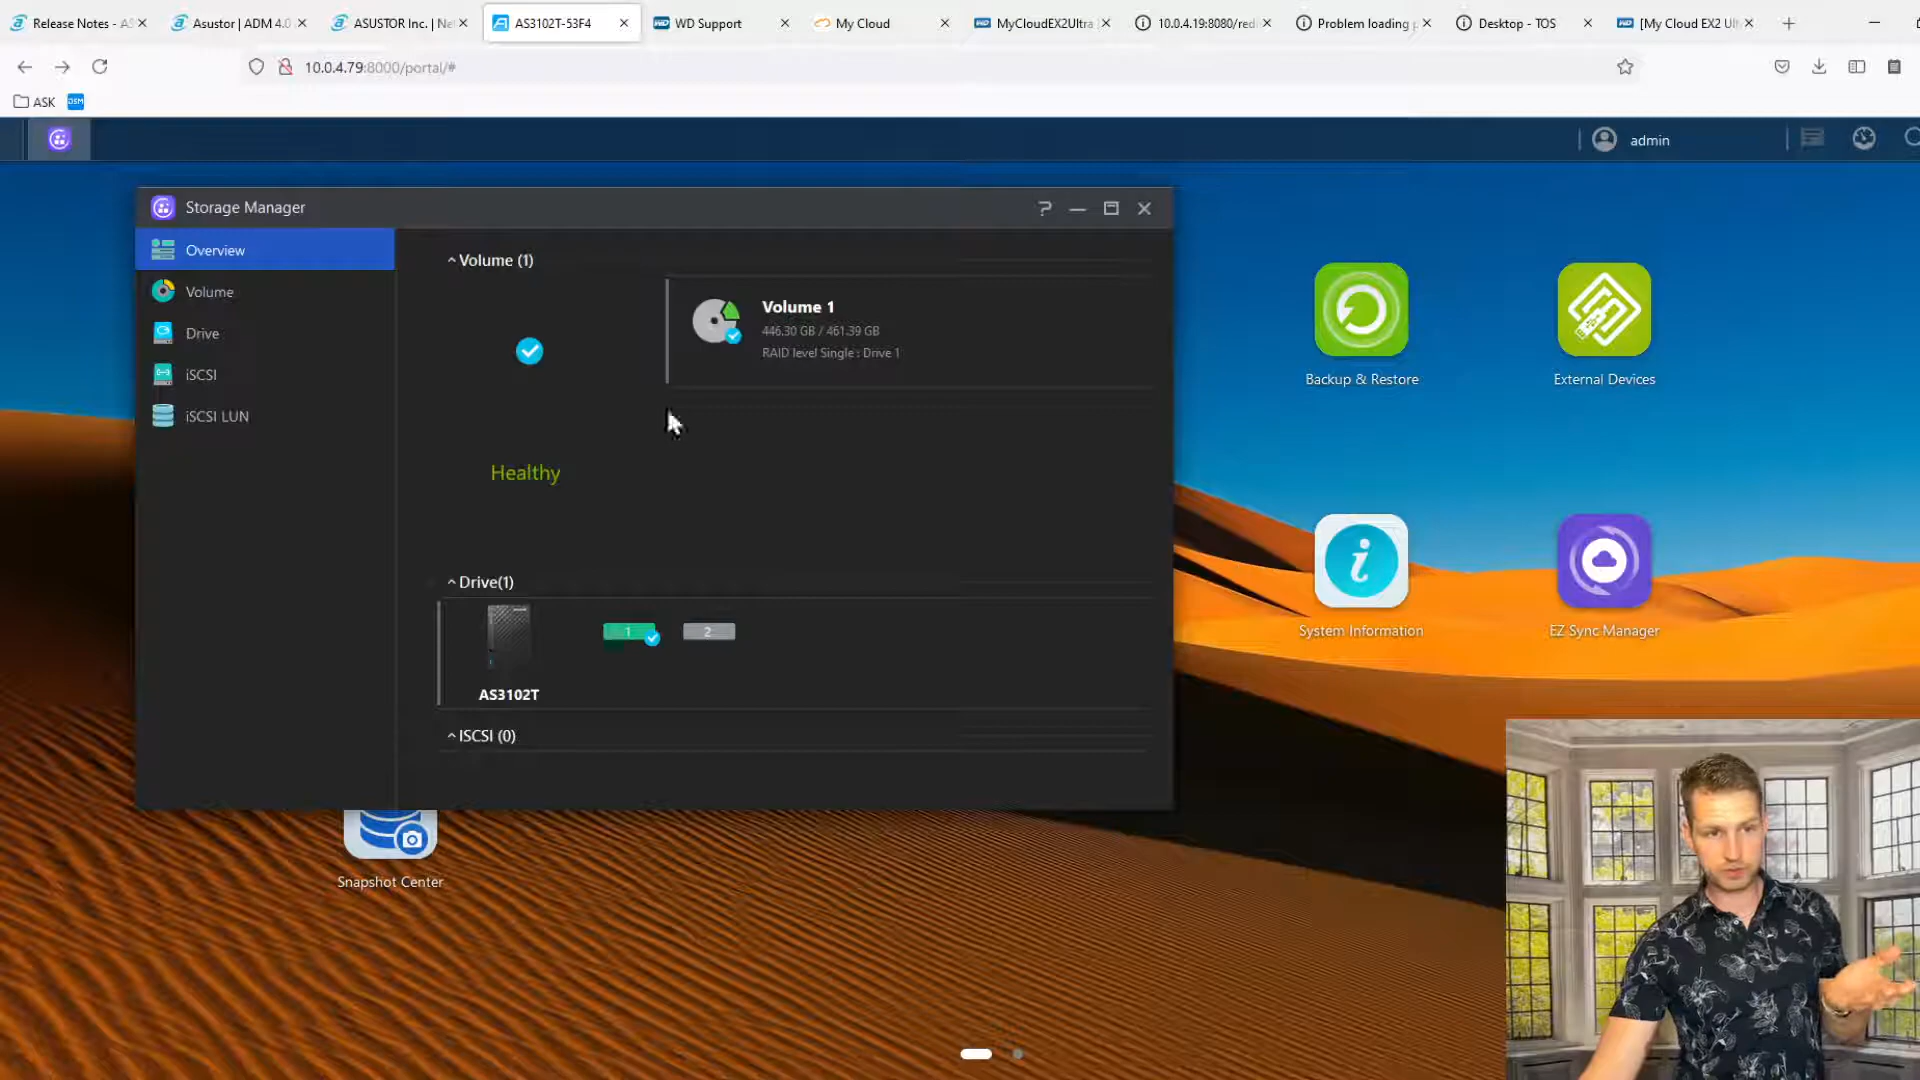 Release Notes - AS
Asustor | ADM 4.0
ASUSTOR Inc. | Ne
AS3102T-53F4
WD Support
My Cloud
MyCloudEX2Ultra
10.0.4.19:8080/red
Problem loading p
Desktop - TOS
[My Cloud EX2 Ul
10.0.4.79:8000/portal/#
ASK
DSM
admin
Storage Manager
Overview
Volume
Drive
iSCSI
iSCSI LUN
Volume (1)
Volume 1
446.30 GB / 461.39 GB
RAID level Single : Drive 1
Healthy
Drive(1)
1
2
AS3102T
ISCSI (0)
Backup & Restore
External Devices
System Information
EZ Sync Manager
Snapshot Center